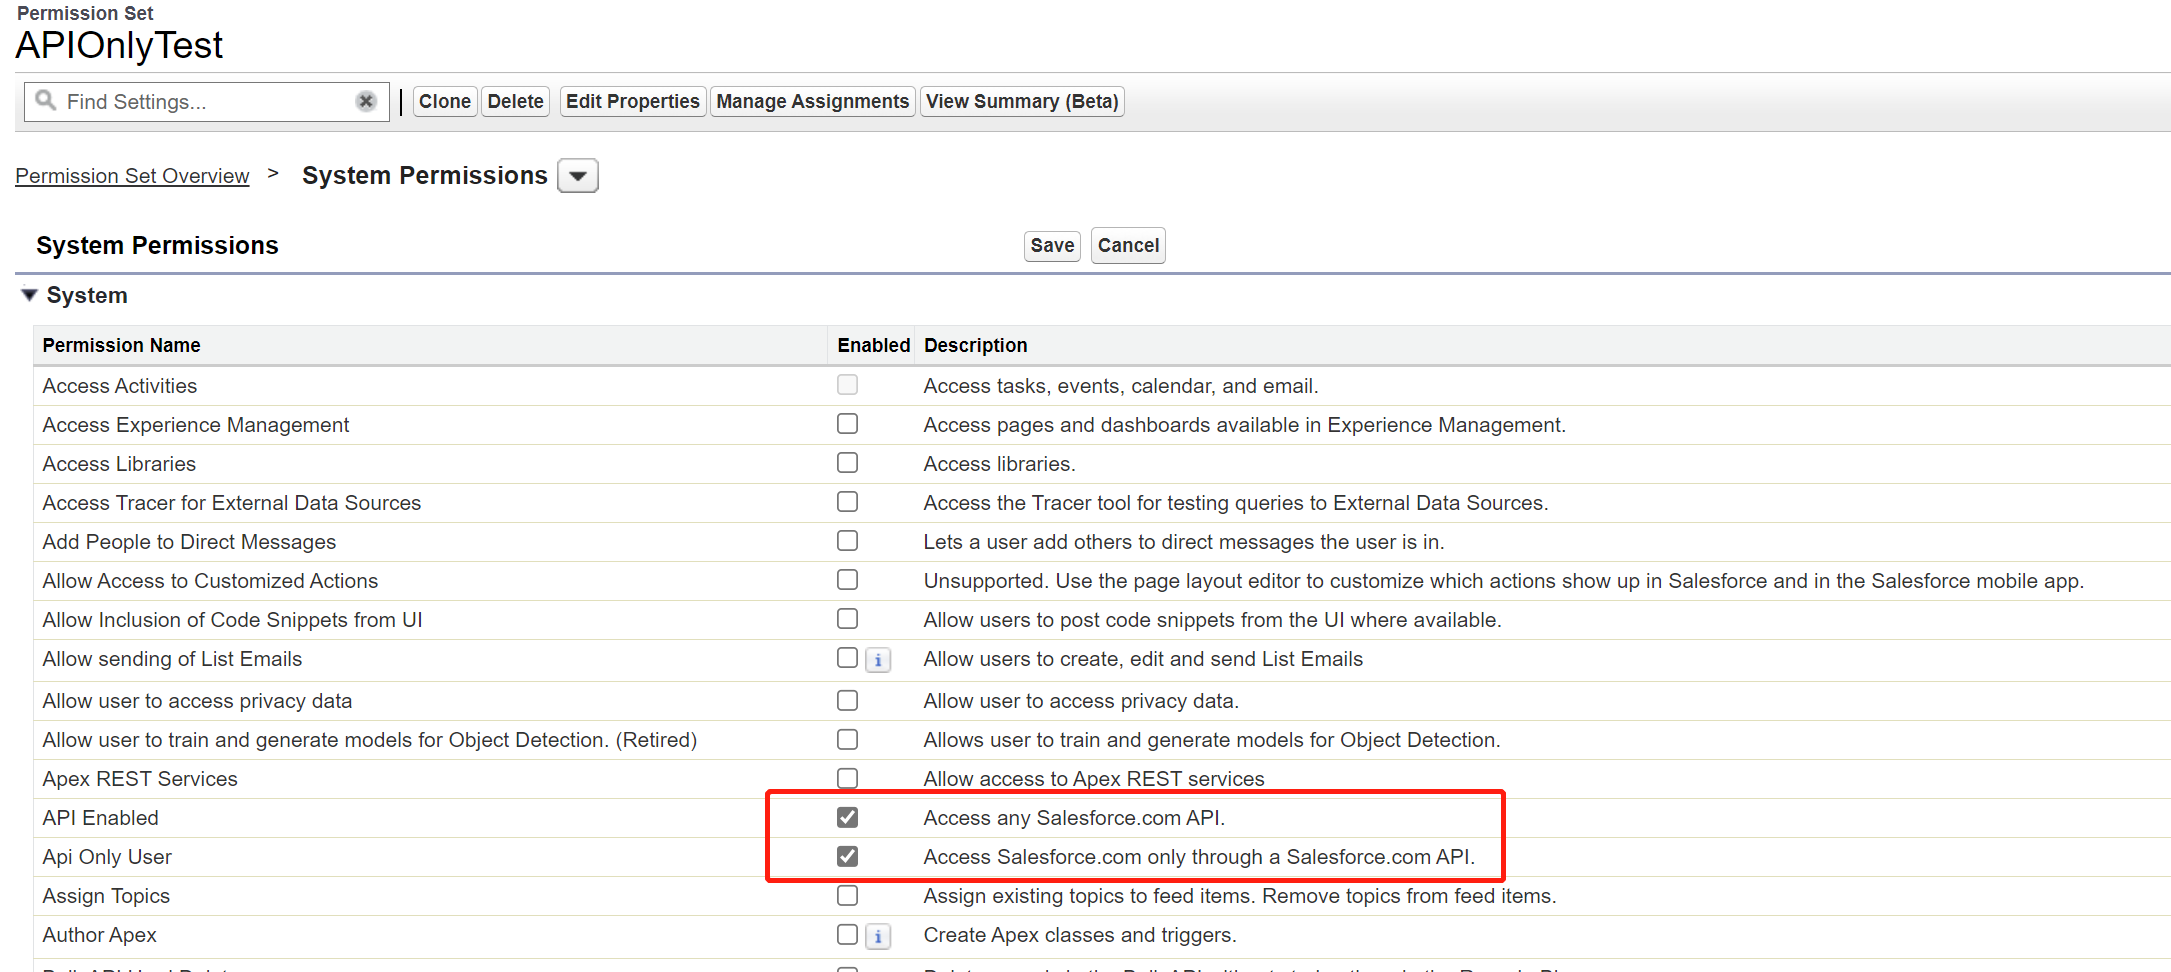 Permission Set
APIOnlyTest
Find Settings... Clone Delete Edit Properties Manage Assignments View Summary (Beta)
Permission Set Overview > System Permissions
System Permissions Save Cancel
System
Permission Name Enabled Description
Access Activities Access tasks, events, calendar, and email.
Access Experience Management Access pages and dashboards available in Experience Management.
Access Libraries Access libraries.
Access Tracer for External Data Sources Access the Tracer tool for testing queries to External Data Sources.
Add People to Direct Messages Lets a user add others to direct messages the user is in.
Allow Access to Customized Actions Unsupported. Use the page layout editor to customize which actions show up in Salesforce and in the Salesforce mobile app.
Allow Inclusion of Code Snippets from UI Allow users to post code snippets from the UI where available.
Allow sending of List Emails i Allow users to create, edit and send List Emails
Allow user to access privacy data Allow user to access privacy data.
Allow user to train and generate models for Object Detection. (Retired) Allows user to train and generate models for Object Detection.
Apex REST Services Allow access to Apex REST services
API Enabled Access any Salesforce.com API.
Api Only User Access Salesforce.com only through a Salesforce.com API.
Assign Topics Assign existing topics to feed items. Remove topics from feed items.
Author Apex i Create Apex classes and triggers.